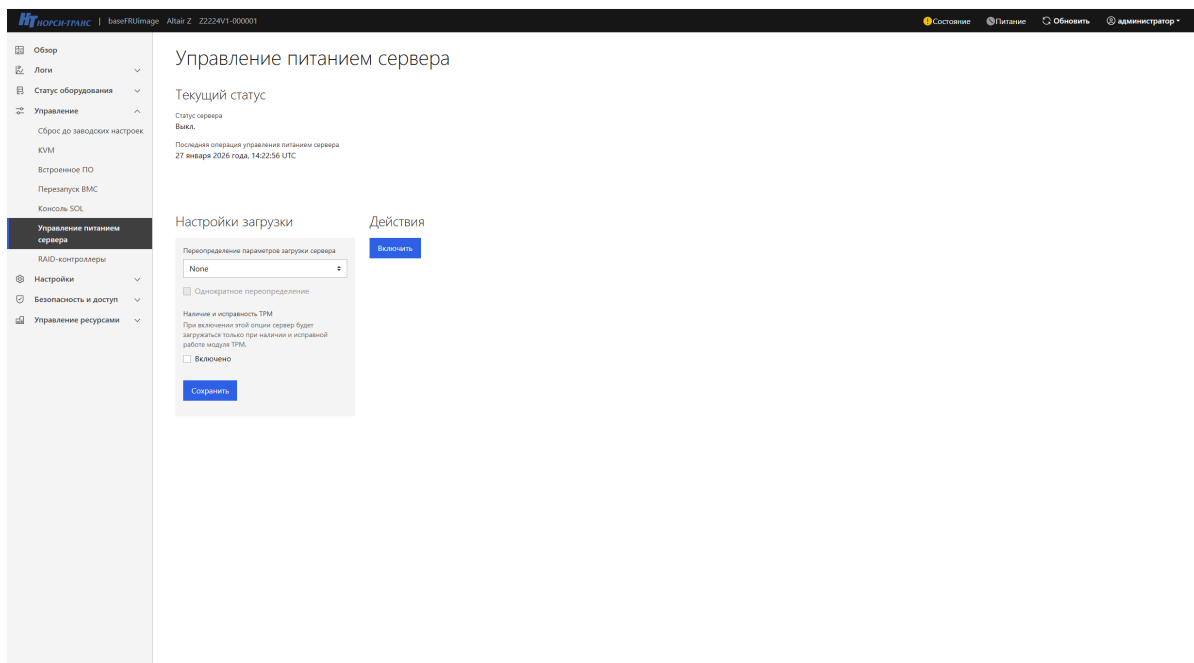 НТ НОРСИ-ТРАНС | baseFRUimage Altair Z Z2224V1-000001 Состояние Питание Обновить администратор
Обзор
Логи
Статус оборудования
Управление
Сброс до заводских настроек
KVM
Встроенное ПО
Перезапуск BMC
Консоль SOL
Управление питанием
сервера
RAID-контроллеры
Настройки
Безопасность и доступ
Управление ресурсами
Управление питанием сервера
Текущий статус
Статус сервера
Выкл.
Последняя операция управления питанием сервера
27 января 2026 года, 14:22:56 UTC
Настройки загрузки
Переопределение параметров загрузки сервера
None
Однократное переопределение
Наличие и исправность TPM
При включении этой опции сервер будет
загружаться только при наличии и исправной
работе модуля TPM.
Включено
Сохранить
Действия
Включить